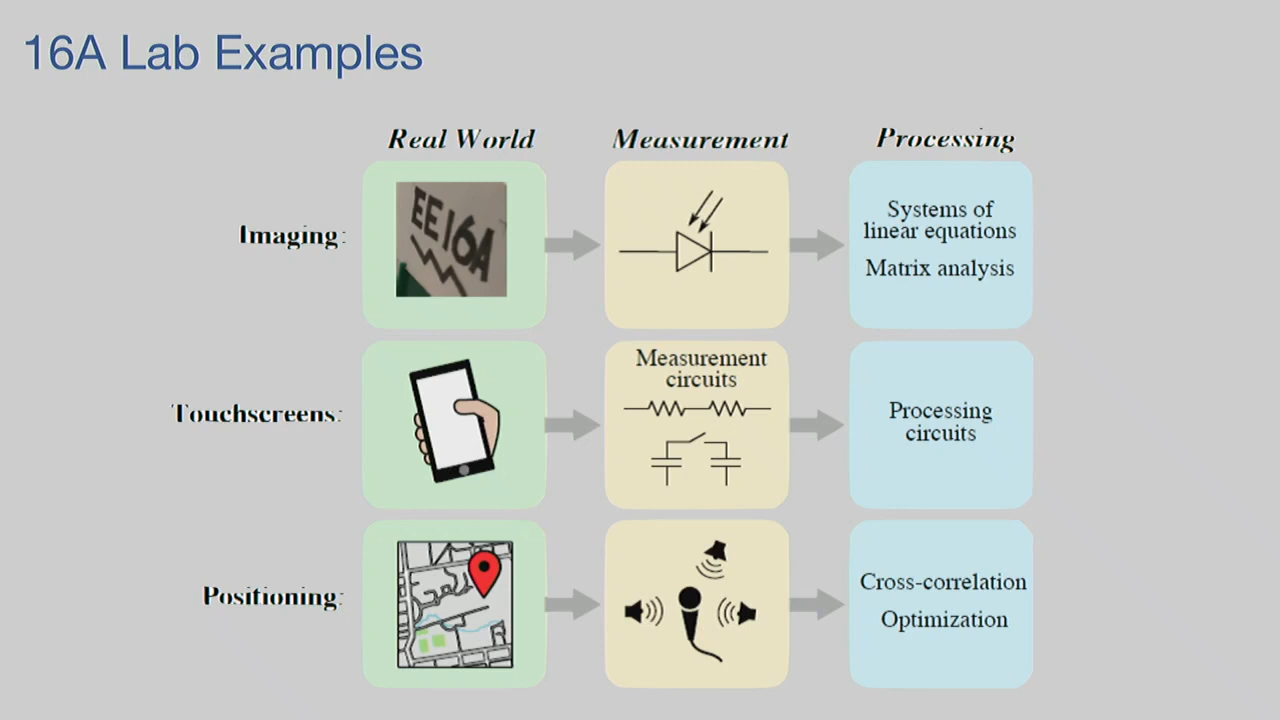 16A Lab Examples
Real World
Measurement
Processing
Imaging:
EE16A
Systems of
linear equations
Matrix analysis
Touchscreens:
Measurement
circuits
Processing
circuits
Positioning:
Cross-correlation
Optimization